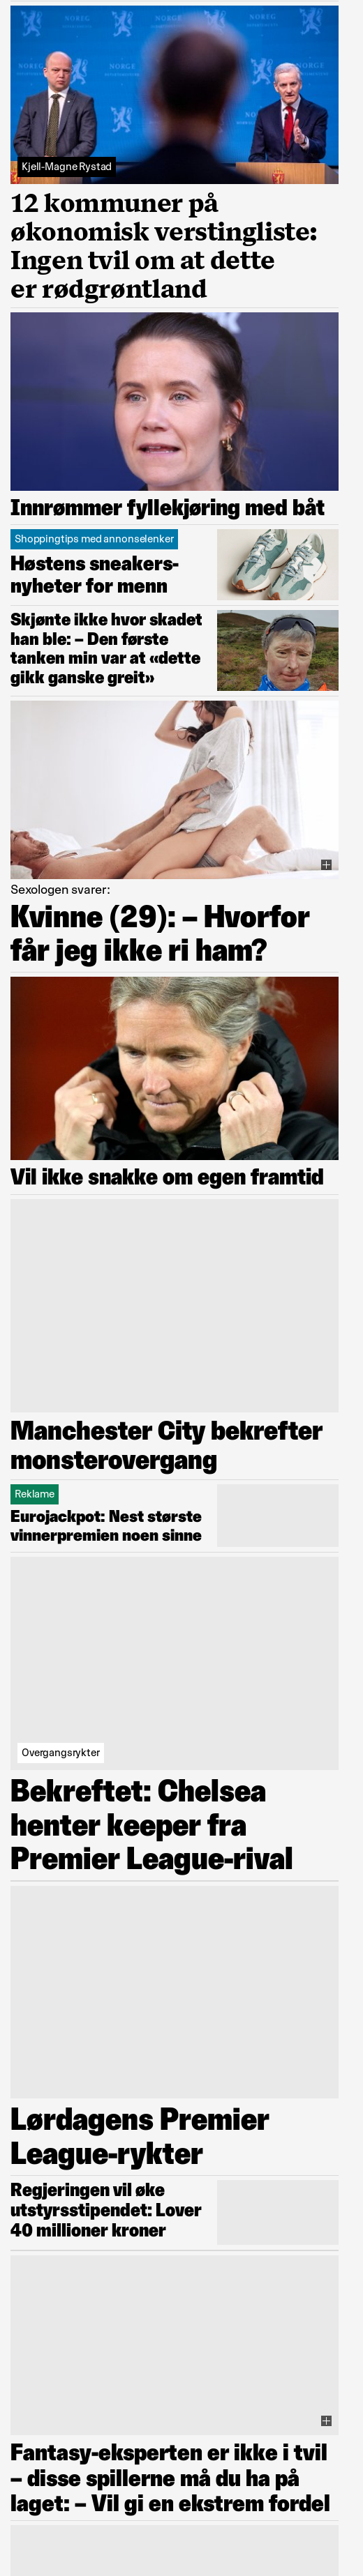 NOREG NORGE
NORGE NOREG
Kjell-Magne Rystad
12 kommuner på
økonomisk verstingliste:
Ingen tvil om at dette
er rødgrøntland
Innrømmer fyllekjøring med båt
Shoppingtips med annonselenker
Høstens sneakers-
nyheter for menn
Skjønte ikke hvor skadet
han ble: – Den første
tanken min var at «dette
gikk ganske greit»
Sexologen svarer:
Kvinne (29): – Hvorfor
får jeg ikke ri ham?
Vil ikke snakke om egen framtid
Manchester City bekrefter
monsterovergang
Reklame
Eurojackpot: Nest største
vinnerpremien noen sinne
Overgangsrykter
Bekreftet: Chelsea
henter keeper fra
Premier League-rival
Lørdagens Premier
League-rykter
Regjeringen vil øke
utstyrsstipendet: Lover
40 millioner kroner
Fantasy-eksperten er ikke i tvil
– disse spillerne må du ha på
laget: – Vil gi en ekstrem fordel